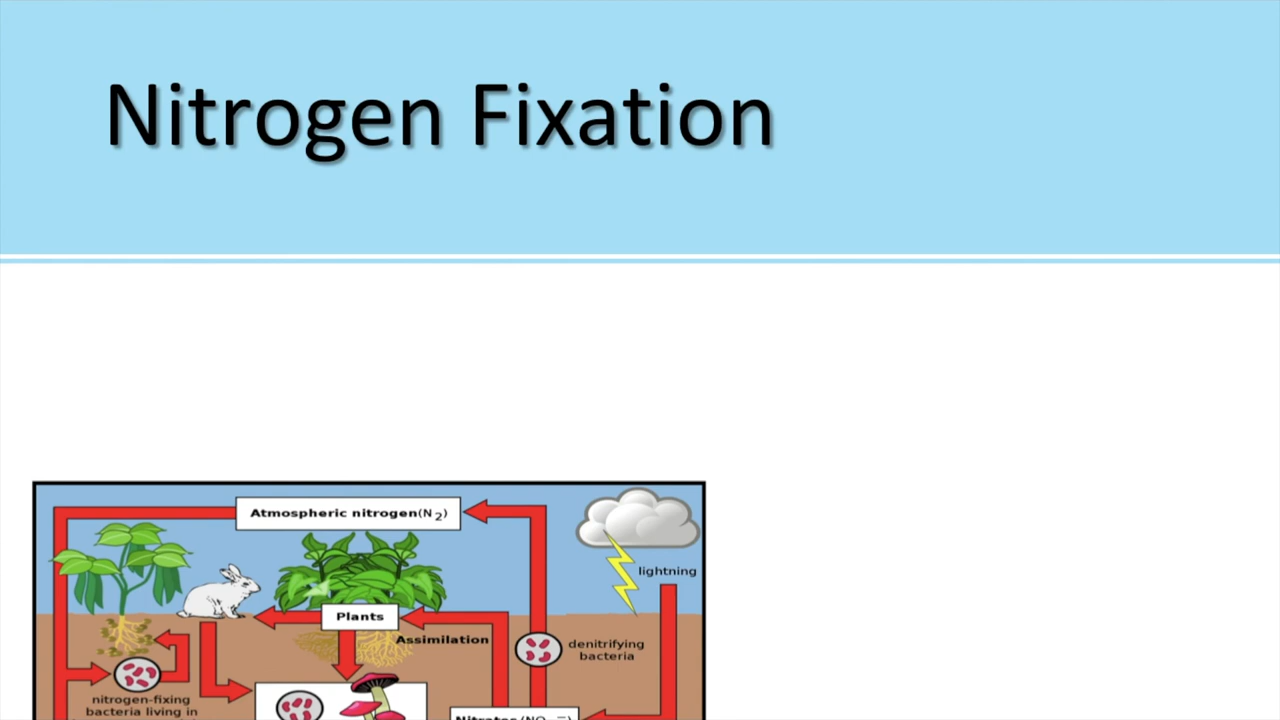 Nitrogen Fixation
Atmospheric nitrogen(N2)
lightning
Plants
Assimilation
denitrifying
bacteria
nitrogen-fixing
bacteria living in